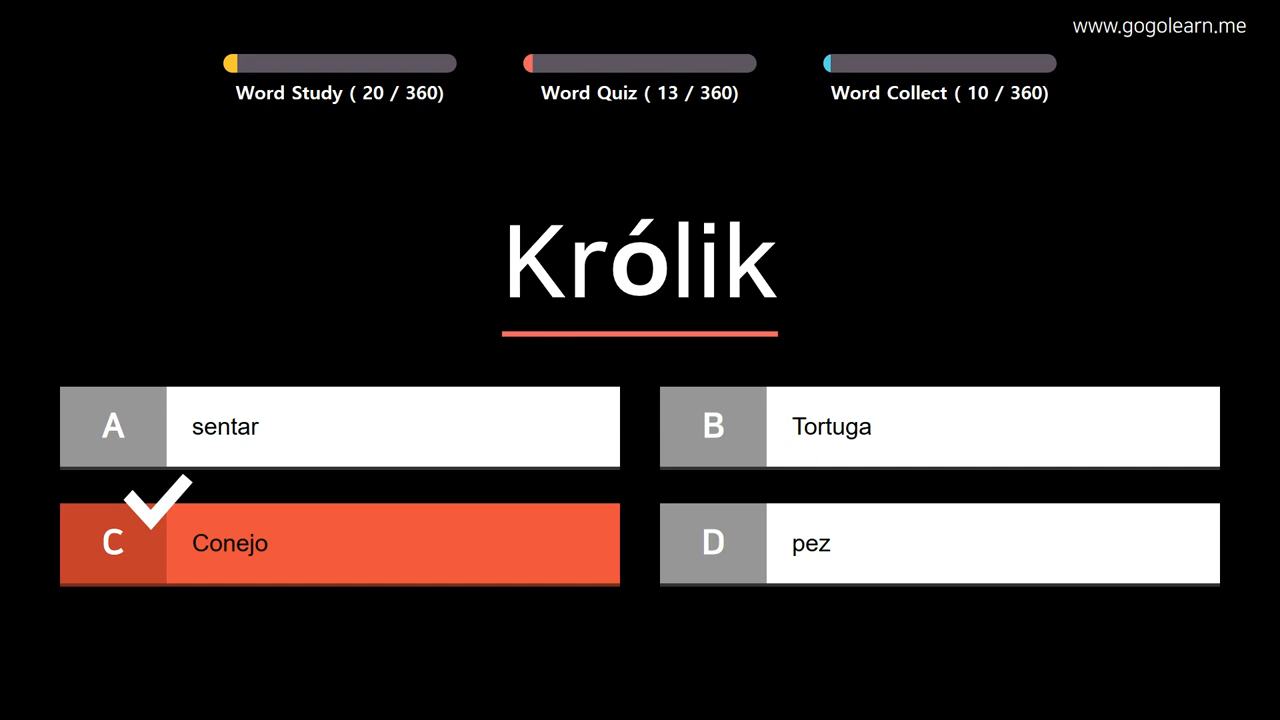 www.gogolearn.me
Word Study ( 20 / 360)
Word Quiz ( 13 / 360)
Word Collect ( 10 / 360)
Królik
A sentar
B Tortuga
C Conejo
D pez